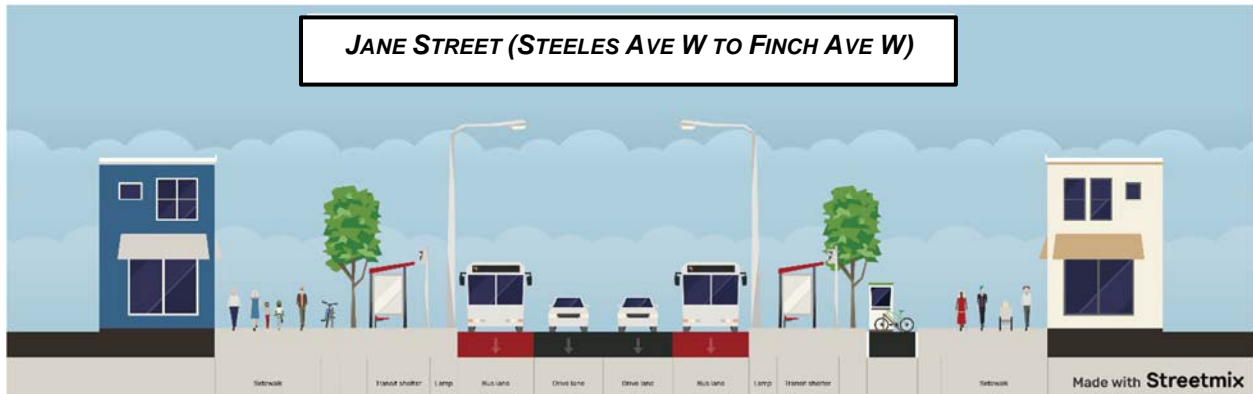 JANE STREET (STEELES AVE W TO FINCH AVE W)
Sidewalk Transit shelter Lamp Bus lane Drive lane Drive lane Bus lane Lamp Transit shelter Sidewalk
Made with Streetmix